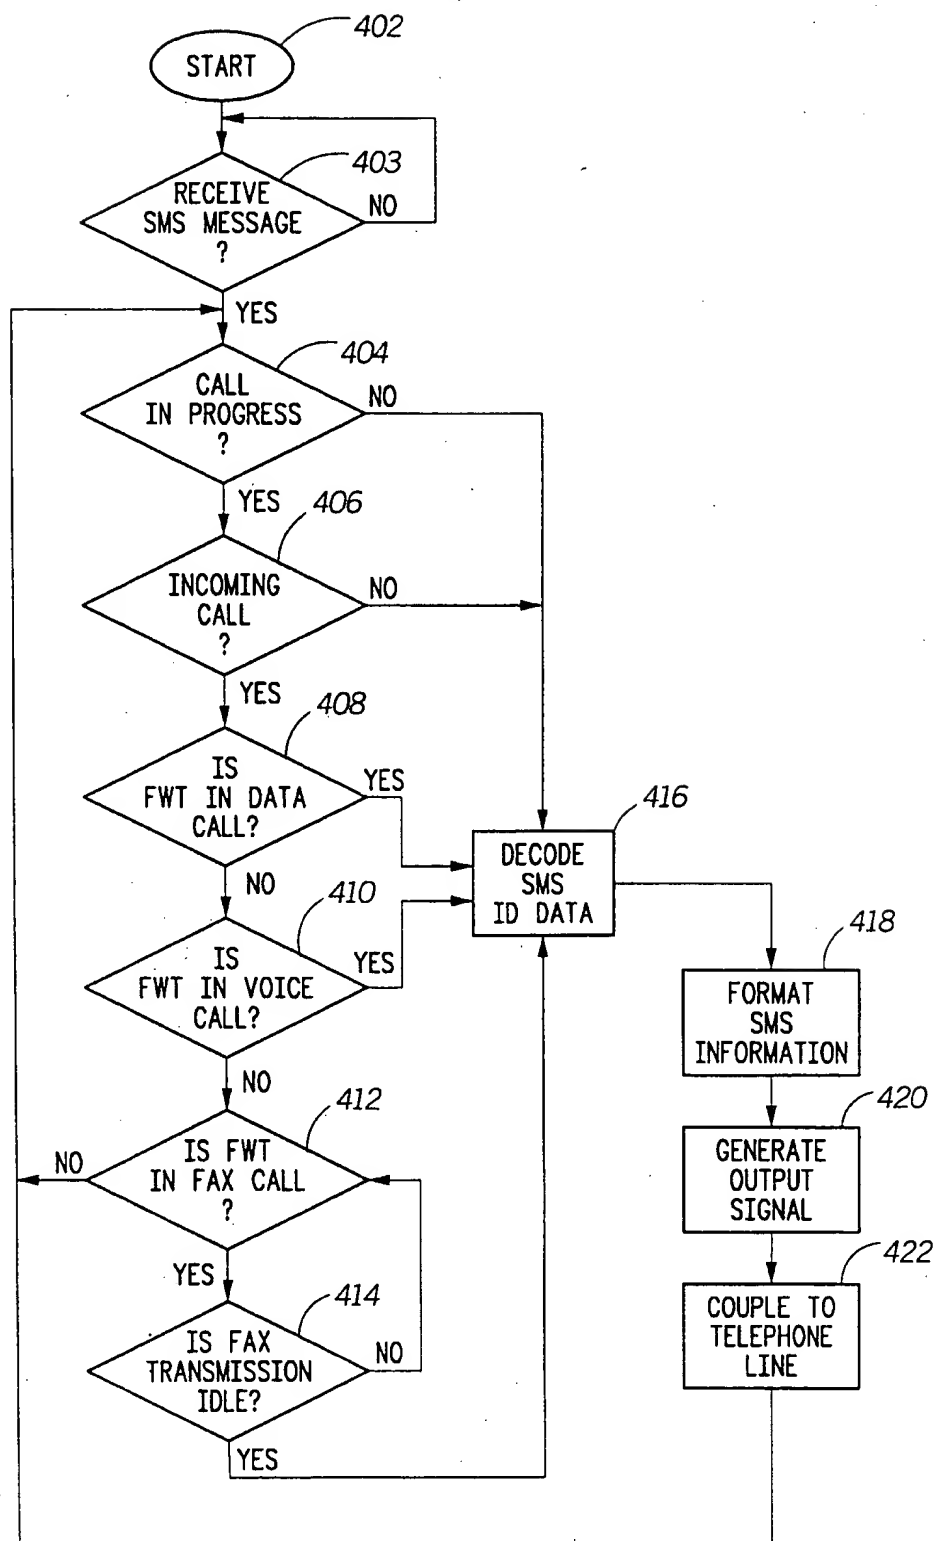 402
START
403
RECEIVE
SMS MESSAGE
?
NO
YES
404
CALL
IN PROGRESS
?
NO
YES
406
INCOMING
CALL
?
NO
YES
408
IS
FWT IN DATA
CALL?
YES
NO
416
DECODE
SMS
ID DATA
410
IS
FWT IN VOICE
CALL?
YES
NO
418
FORMAT
SMS
INFORMATION
412
IS FWT
IN FAX CALL
?
NO
YES
420
GENERATE
OUTPUT
SIGNAL
414
IS FAX
TRANSMISSION
IDLE?
NO
YES
422
COUPLE TO
TELEPHONE
LINE